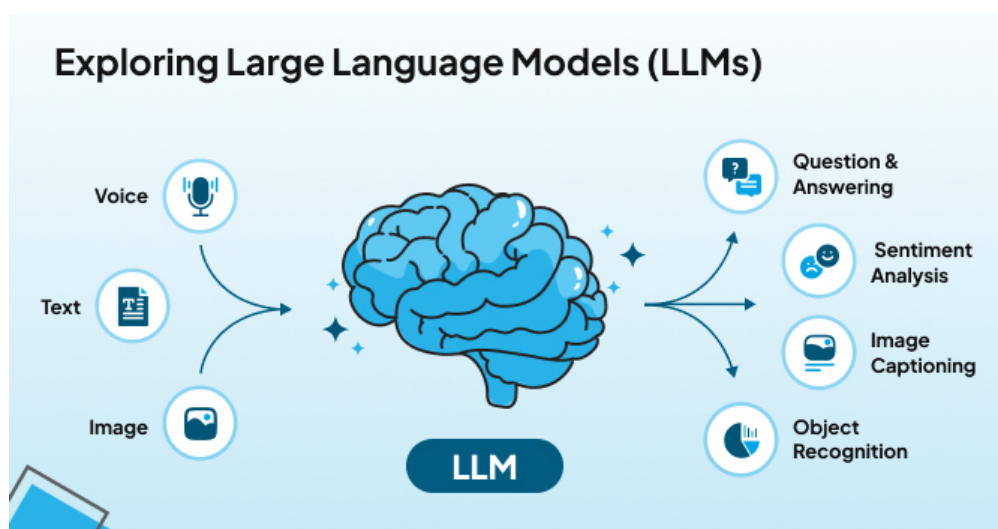 Exploring Large Language Models (LLMs)
Voice
Text
Image
LLM
?
Question &
Answering
Sentiment
Analysis
Image
Captioning
Object
Recognition